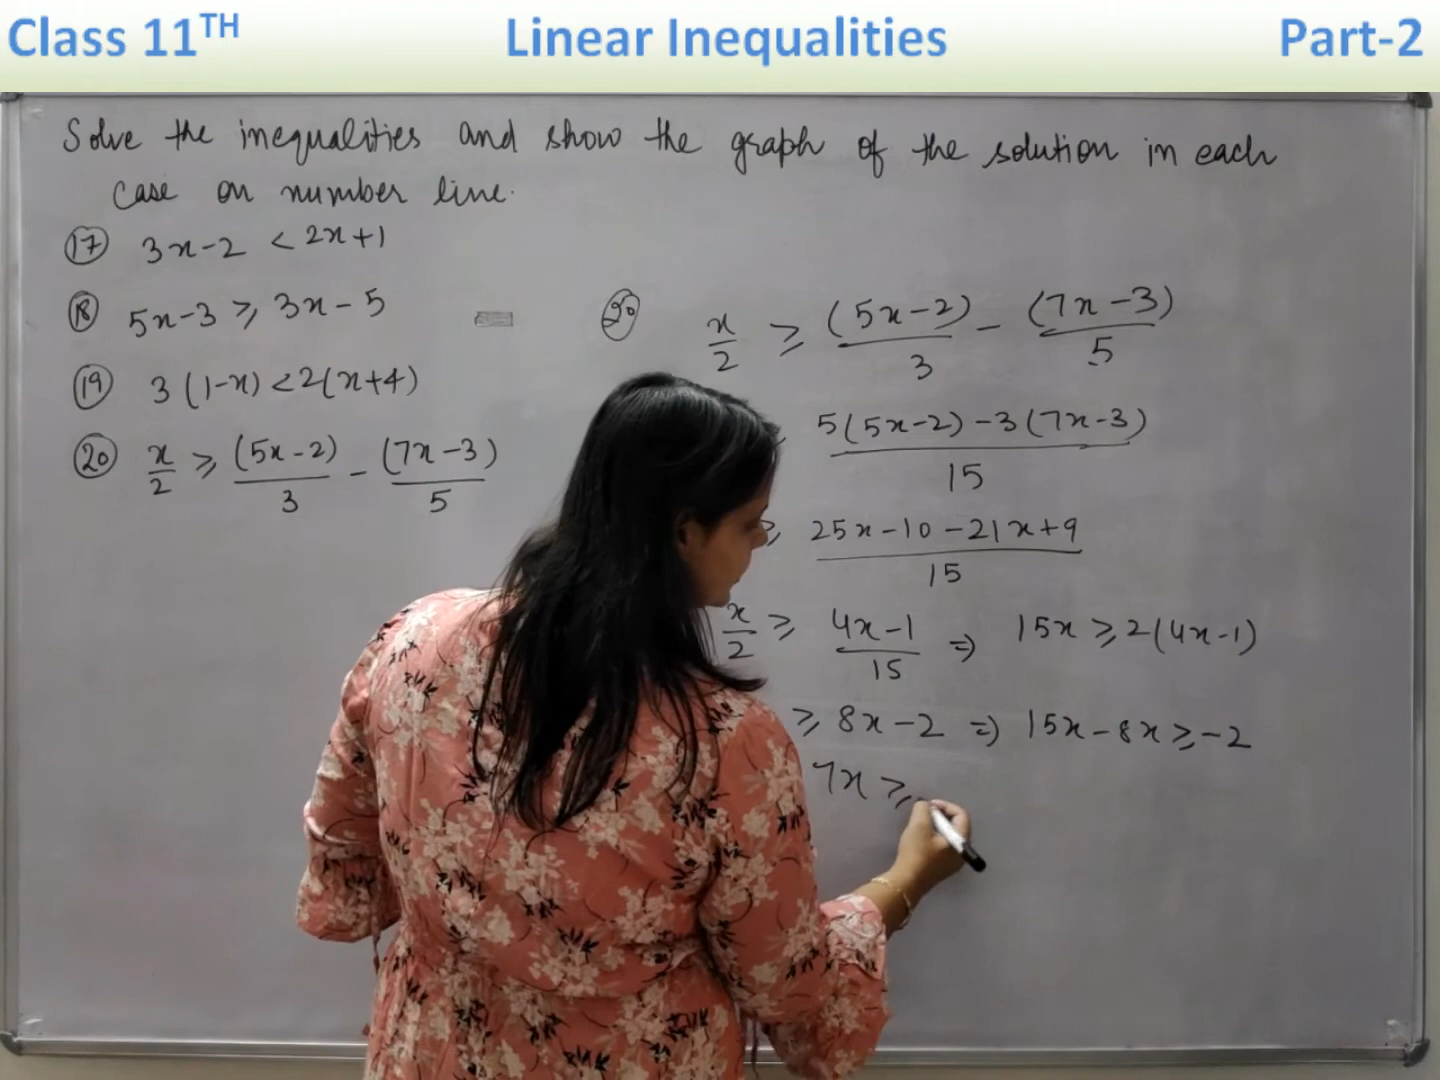 Class 11TH Linear Inequalities Part-2
Solve the inequalities and show the graph of the solution in each
case on number line.
⑰ 3x-2 < 2x+1
⑱ 5x-3 ≥ 3x-5
⑲ 3(1-x) < 2(x+4)
⑳ x/2 ≥ (5x-2)/3 - (7x-3)/5
⑳ x/2 ≥ (5x-2)/3 - (7x-3)/5
5(5x-2)-3(7x-3)/15
≥ 25x-10-21x+9/15
x/2 ≥ 4x-1/15 ⇒ 15x ≥ 2(4x-1)
≥ 8x-2 ⇒ 15x-8x ≥ -2
7x ≥